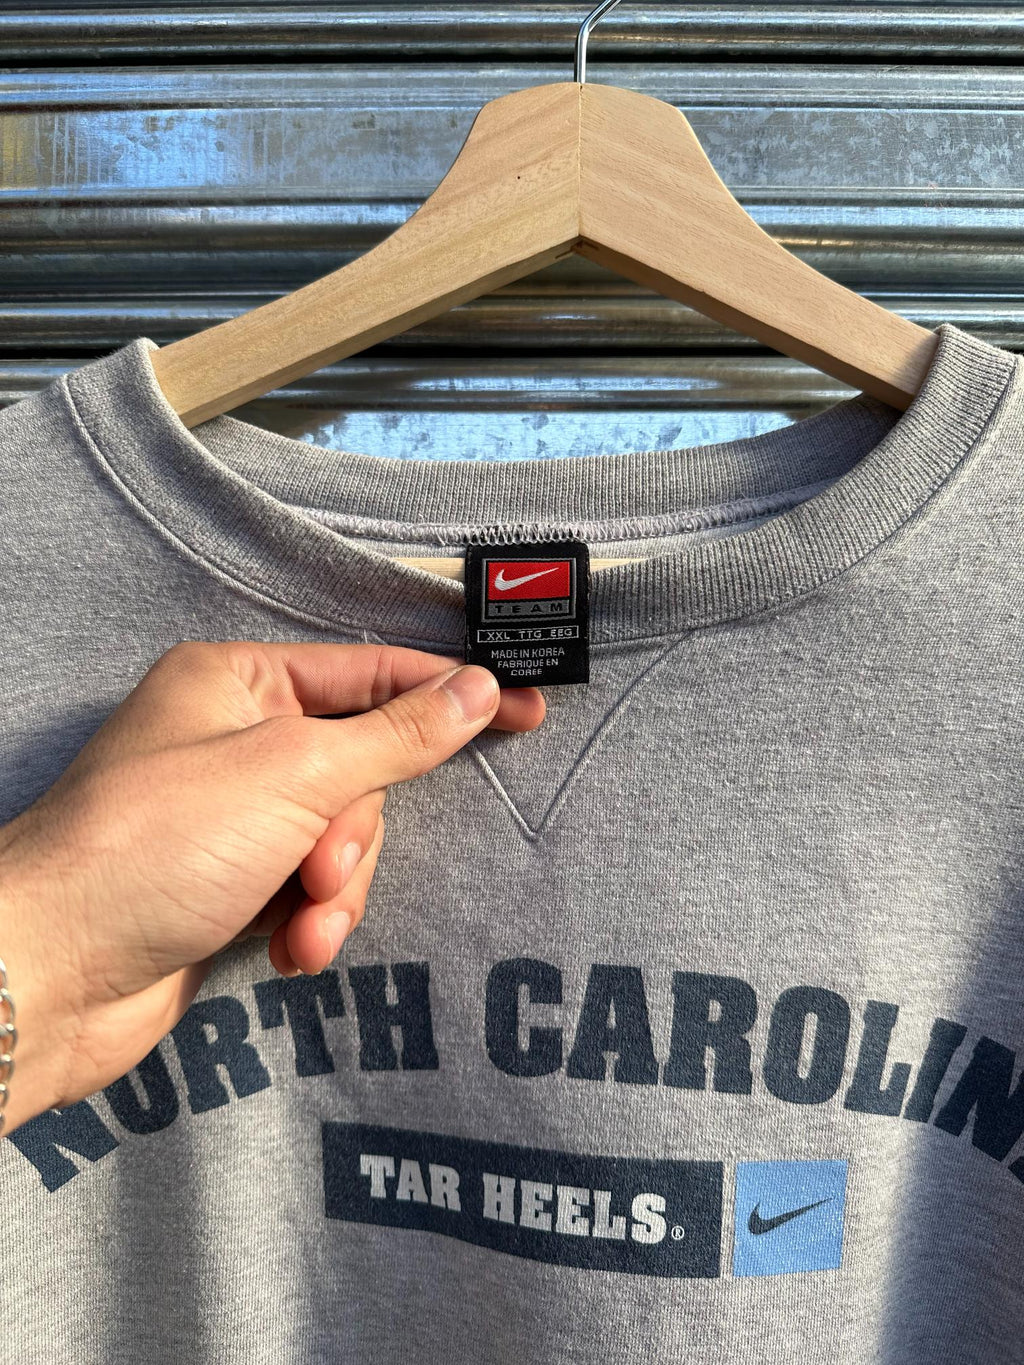 TEAM
XXL TTG EEG
MADE IN KOREA
FABRIQUE EN
COREE
NORTH CAROLIN
TAR HEELS®